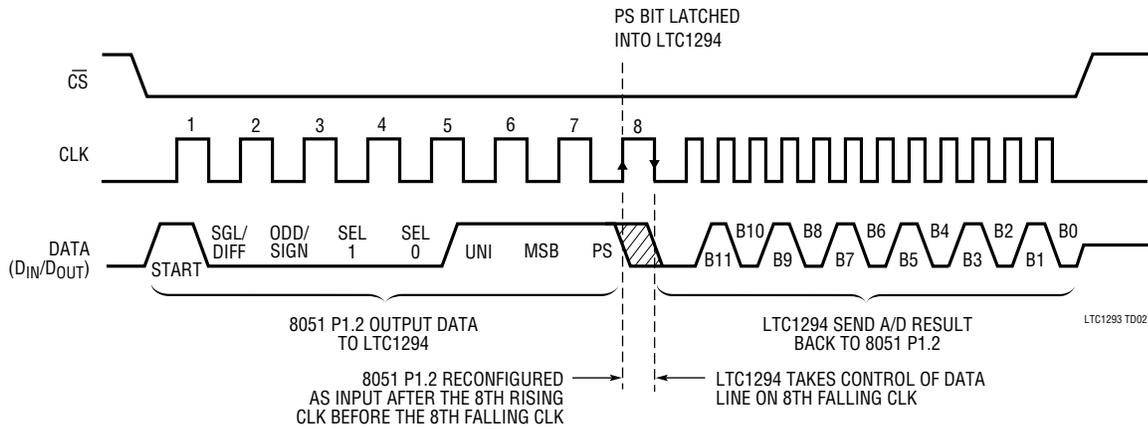 PS BIT LATCHED
INTO LTC1294
CS
1 2 3 4 5 6 7 8
CLK
DATA
(DIN/DOUT)
START
SGL/
DIFF
ODD/
SIGN
SEL
1
SEL
0
UNI
MSB
PS
B11
B10
B9
B8
B7
B6
B5
B4
B3
B2
B1
B0
8051 P1.2 OUTPUT DATA
TO LTC1294
LTC1294 SEND A/D RESULT
BACK TO 8051 P1.2
LTC1293 TD02
8051 P1.2 RECONFIGURED
AS INPUT AFTER THE 8TH RISING
CLK BEFORE THE 8TH FALLING CLK
LTC1294 TAKES CONTROL OF DATA
LINE ON 8TH FALLING CLK